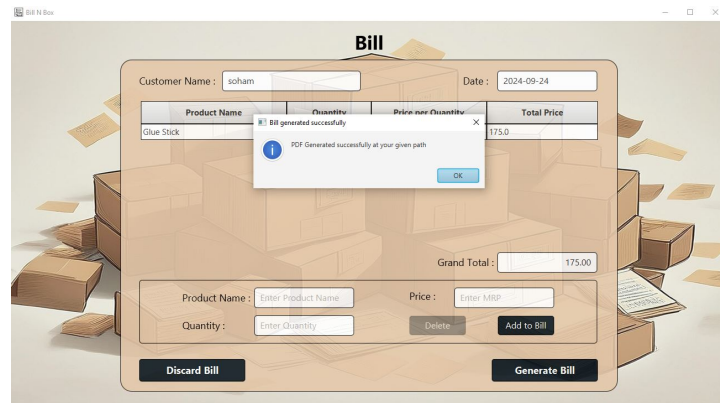 Bill N Box
Bill
Customer Name : soham Date : 2024-09-24
Product Name Quantity Price per Quantity Total Price
Glue Stick 175.0
Bill generated successfully
PDF Generated successfully at your given path
OK
Grand Total : 175.00
Product Name : Enter Product Name Price : Enter MRP
Quantity : Enter Quantity Delete Add to Bill
Discard Bill Generate Bill